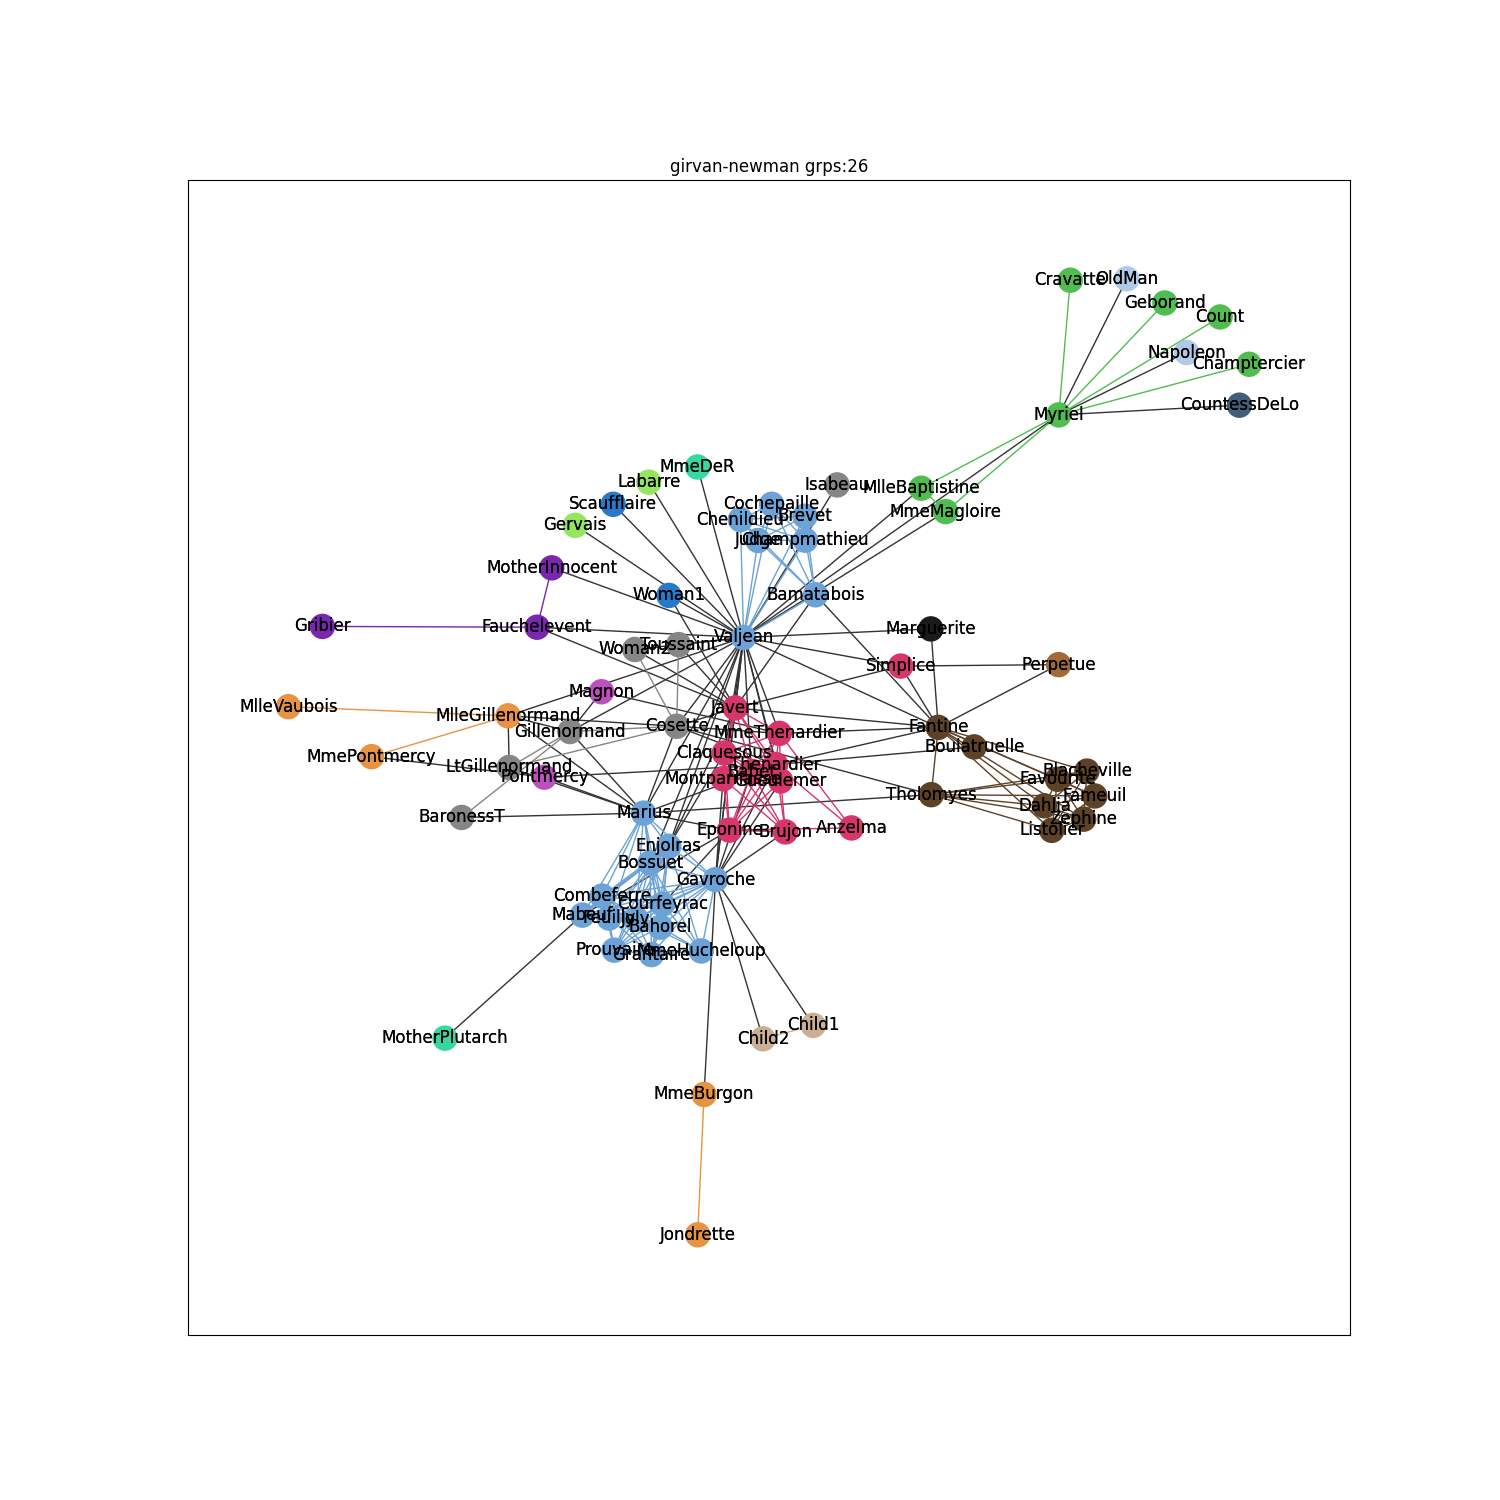 girvan-newman grps:26
Cravatte
OldMan
Geborand
Count
Napoleon
Champtercier
CountessDeLo
Myriel
MmeDeR
Labarre
Isabeau
MlleBaptistine
Scaufflaire
Cochepaille
MmeMagloire
Gervais
Chenildieu
Brevet
Judge
Champmathieu
MotherInnocent
Woman1
Bamatabois
Gribier
Fauchelevent
Marguerite
Valjean
Woman2
Toussaint
Simplice
Perpetue
Magnon
MlleVaubois
MlleGillenormand
Javert
Gillenormand
Cosette
MmeThenardier
Fantine
MmePontmercy
Claquesous
Boulatruelle
LtGillenormand
Thenardier
Pontmercy
Montparnasse
Babet
Gueulemer
Blacheville
Favourite
Tholomyes
Fameuil
Dahlia
Zephine
Listolier
BaronessT
Marius
Eponine
Brujon
Anzelma
Enjolras
Bossuet
Gavroche
Combeferre
Courfeyrac
Mabeuf
Feuilly
Joly
Bahorel
Prouvaire
Grantaire
MmeHucheloup
MotherPlutarch
Child2
Child1
MmeBurgon
Jondrette